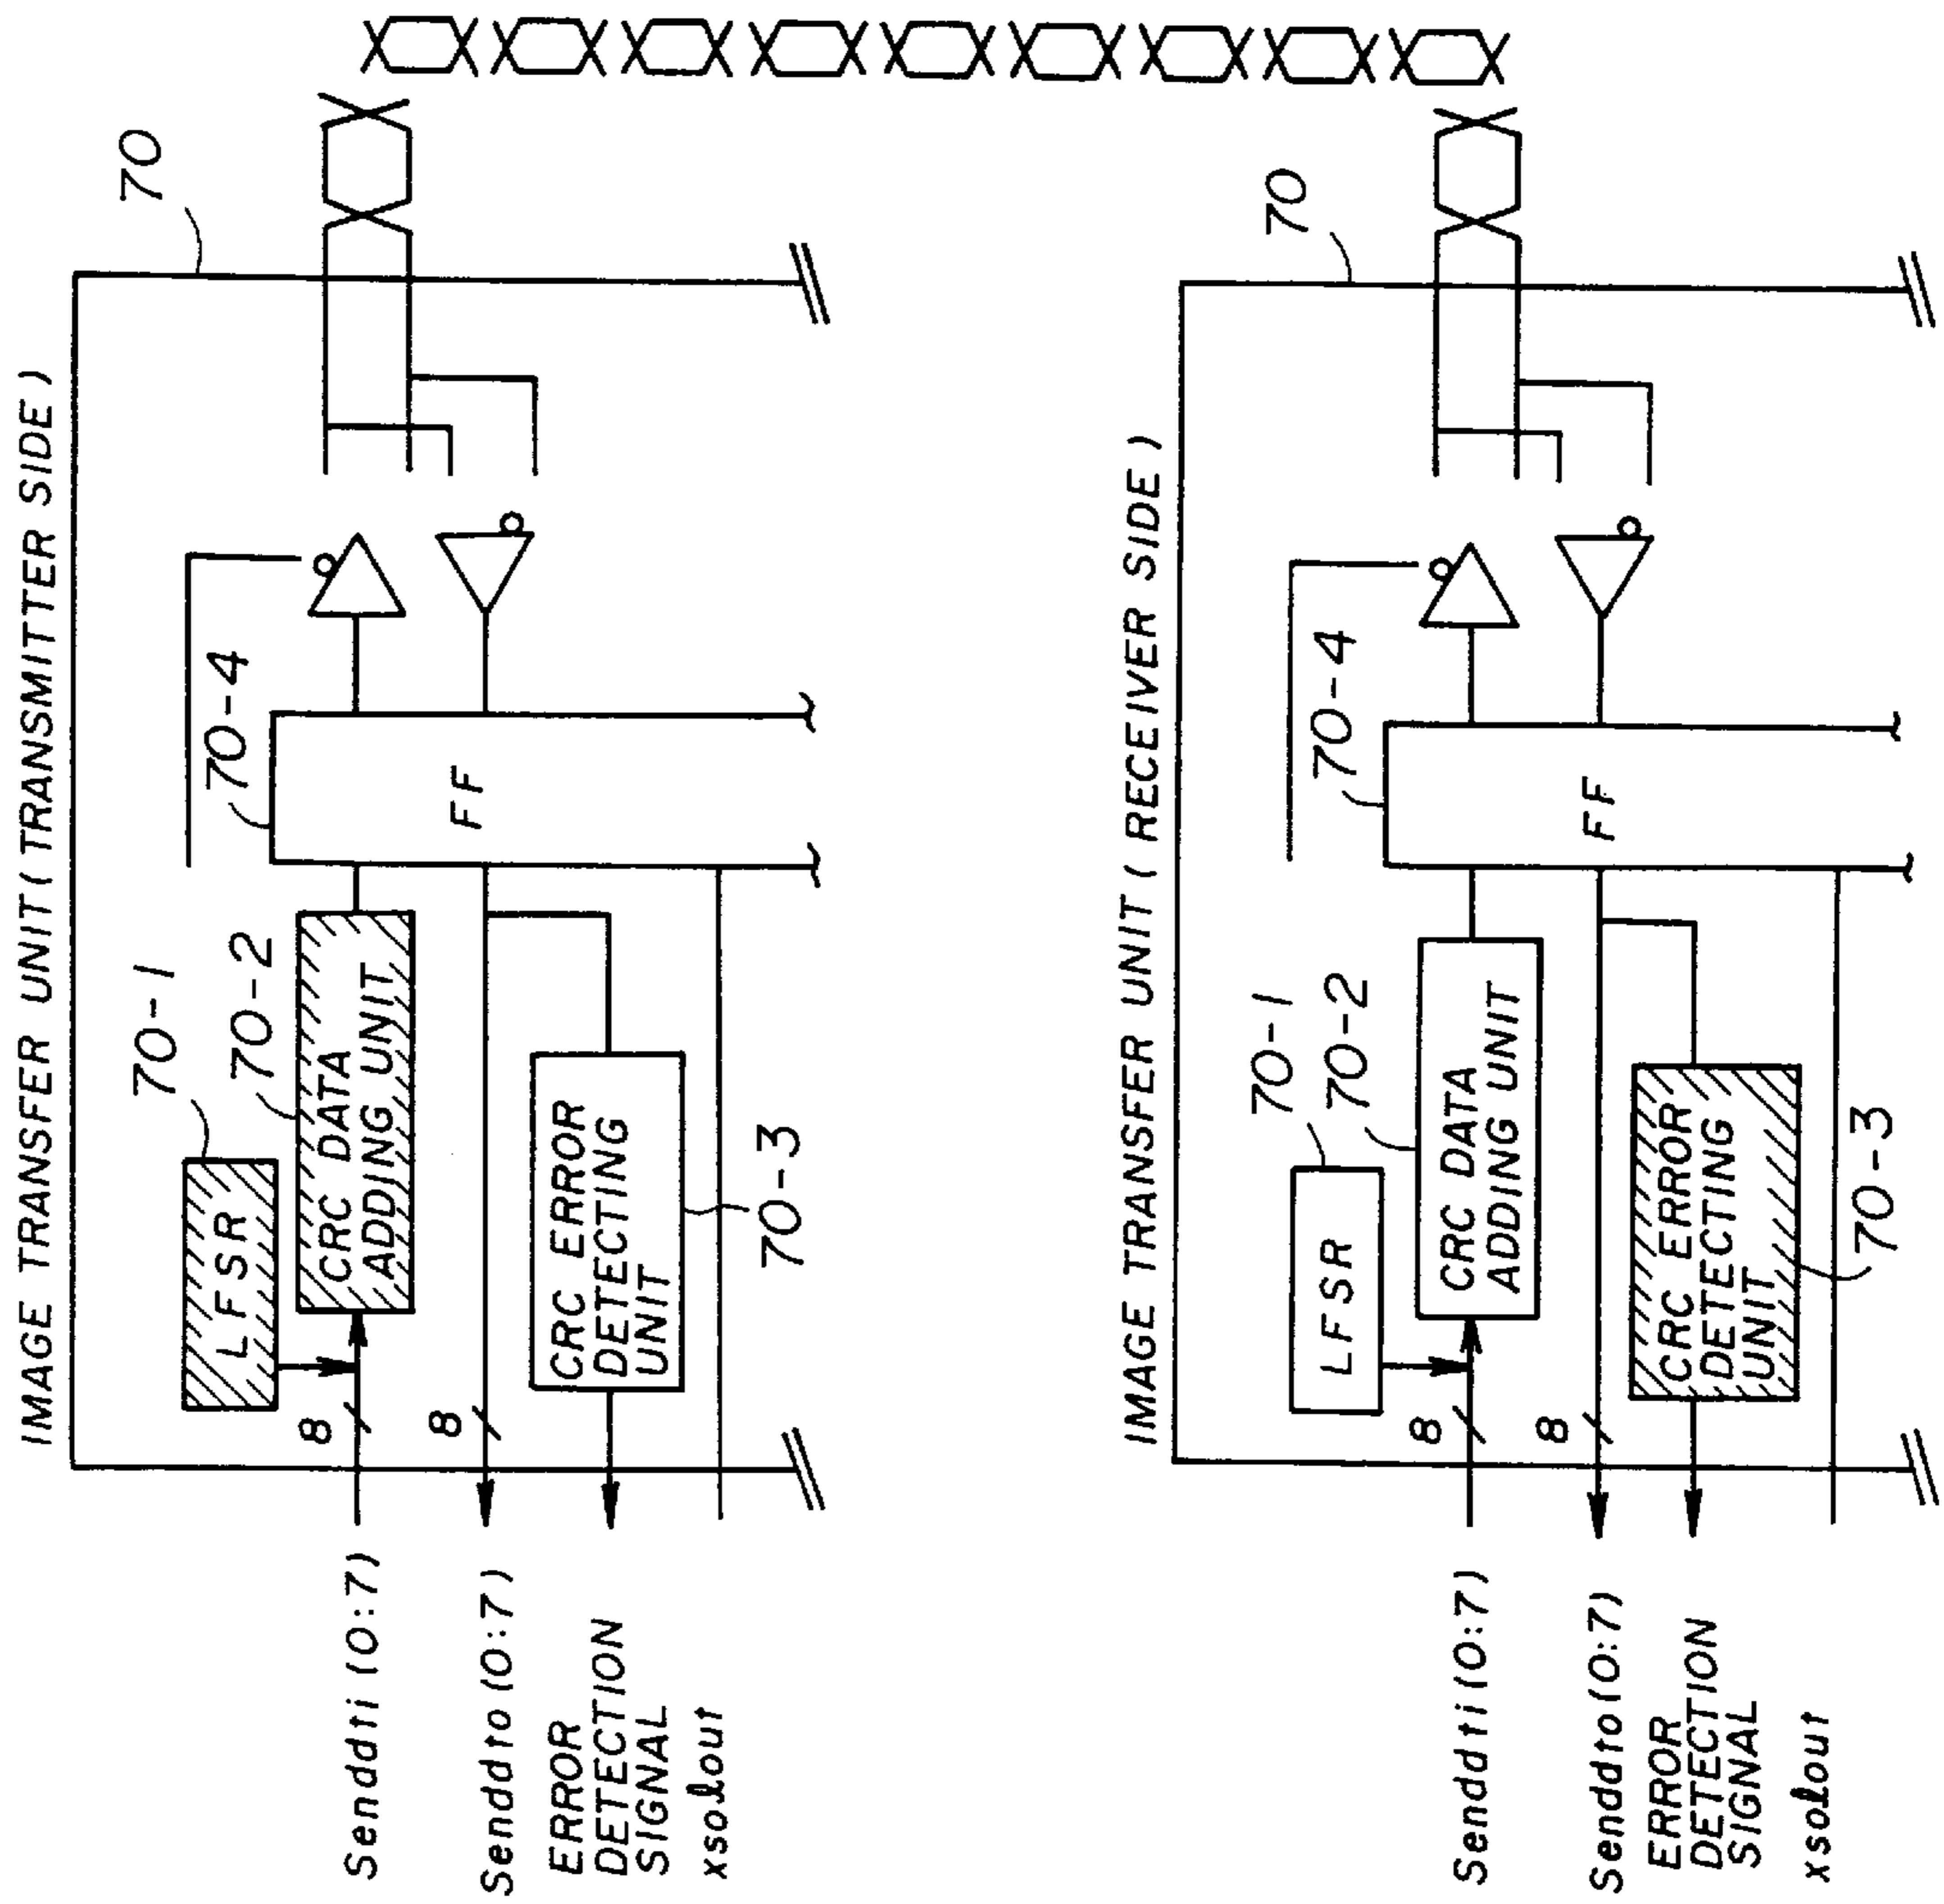 IMAGE TRANSFER UNIT (TRANSMITTER SIDE)
70
70-1
70-2
70-4
LFSR
CRC DATA
ADDING UNIT
FF
CRC ERROR
DETECTING
UNIT
70-3
8
8
Senddti (0:7)
Senddto (0:7)
ERROR
DETECTION
SIGNAL
xsolout
IMAGE TRANSFER UNIT (RECEIVER SIDE)
70
70-1
70-2
70-4
LFSR
CRC DATA
ADDING UNIT
FF
CRC ERROR
DETECTING
UNIT
70-3
8
8
Senddti (0:7)
Senddto (0:7)
ERROR
DETECTION
SIGNAL
xsolout